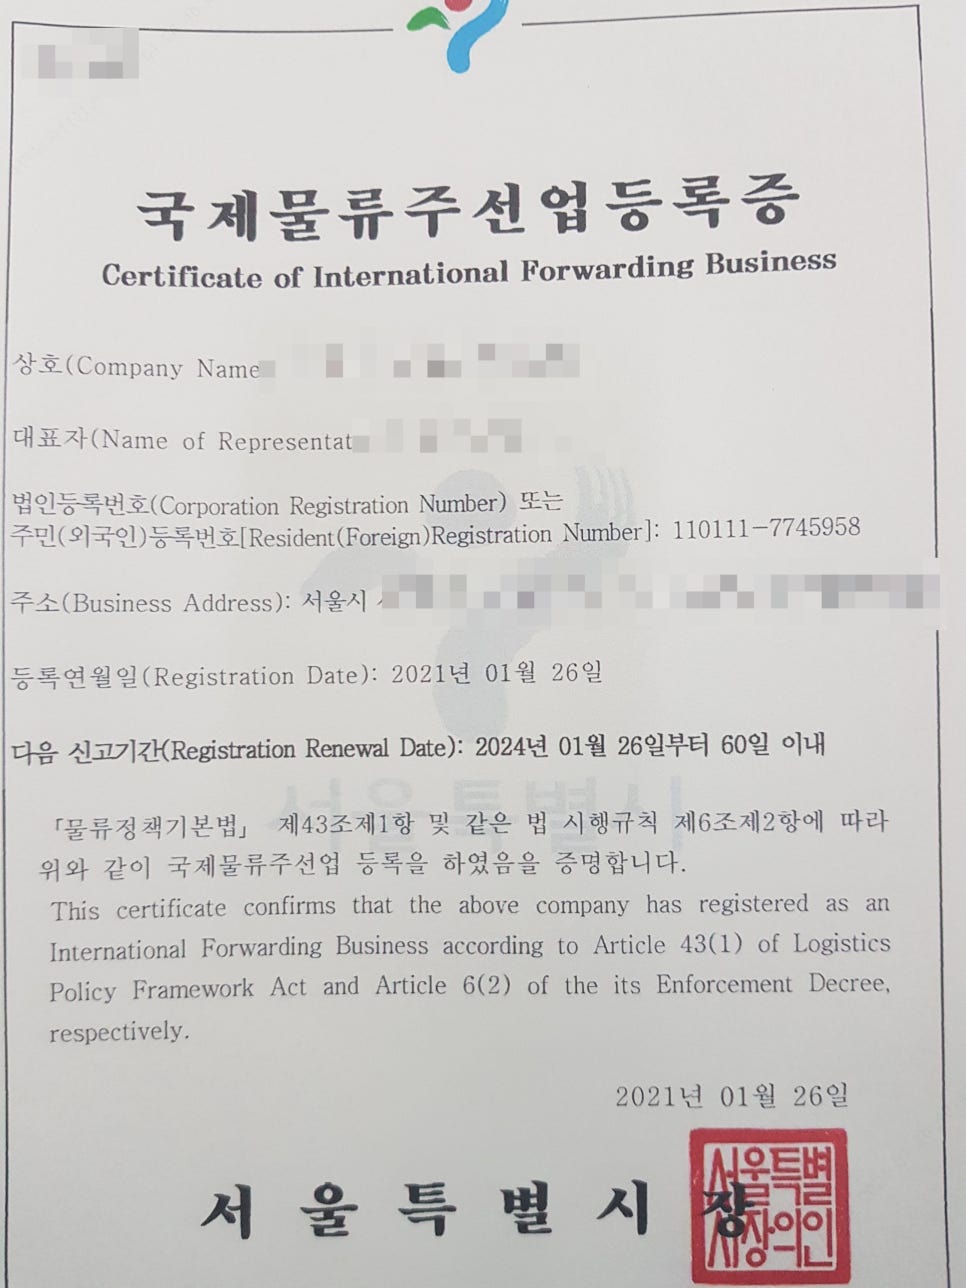 국제물류주선업등록증
Certificate of International Forwarding Business
상호(Company Name
대표자(Name of Representat
법인등록번호(Corporation Registration Number) 또는
주민(외국인)등록번호[Resident(Foreign)Registration Number]: 110111-7745958
주소(Business Address): 서울시
등록연월일(Registration Date): 2021년 01월 26일
다음 신고기간(Registration Renewal Date): 2024년 01월 26일부터 60일 이내
서울특별시
「물류정책기본법」 제43조제1항 및 같은 법 시행규칙 제6조제2항에 따라
위와 같이 국제물류주선업 등록을 하였음을 증명합니다.
This certificate confirms that the above company has registered as an
International Forwarding Business according to Article 43(1) of Logistics
Policy Framework Act and Article 6(2) of the its Enforcement Decree,
respectively.
2021년 01월 26일
서울특별시장
서울특별
시장의인